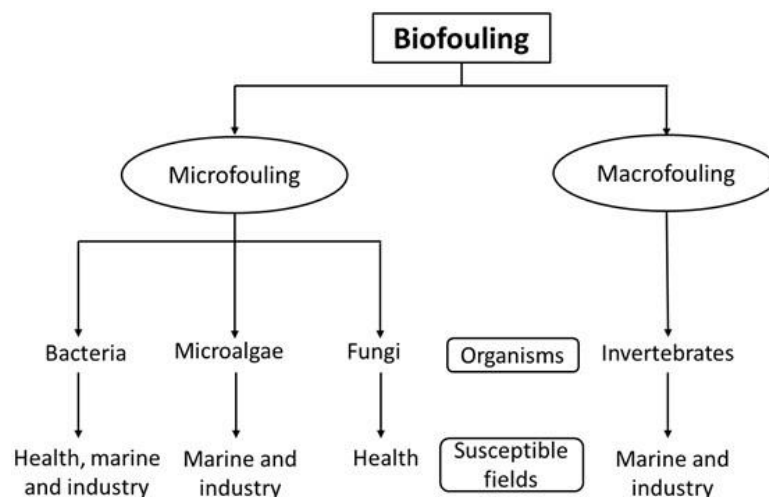 Biofouling
Microfouling
Macrofouling
Bacteria
Microalgae
Fungi
Organisms
Invertebrates
Health, marine
and industry
Marine and
industry
Health
Susceptible
fields
Marine and
industry